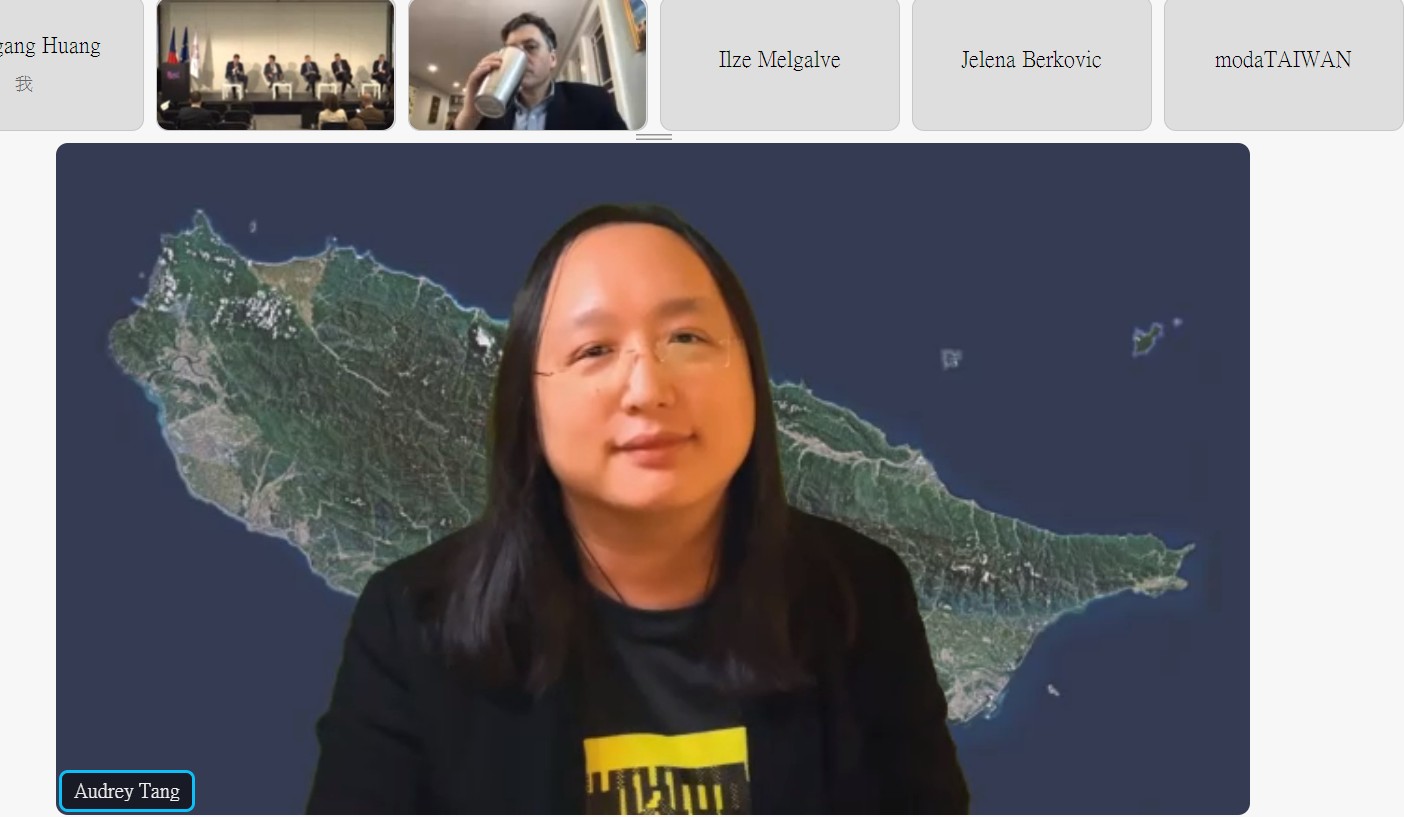 gang Huang
我
Ilze Melgalve
Jelena Berkovic
modaTAIWAN
Audrey Tang